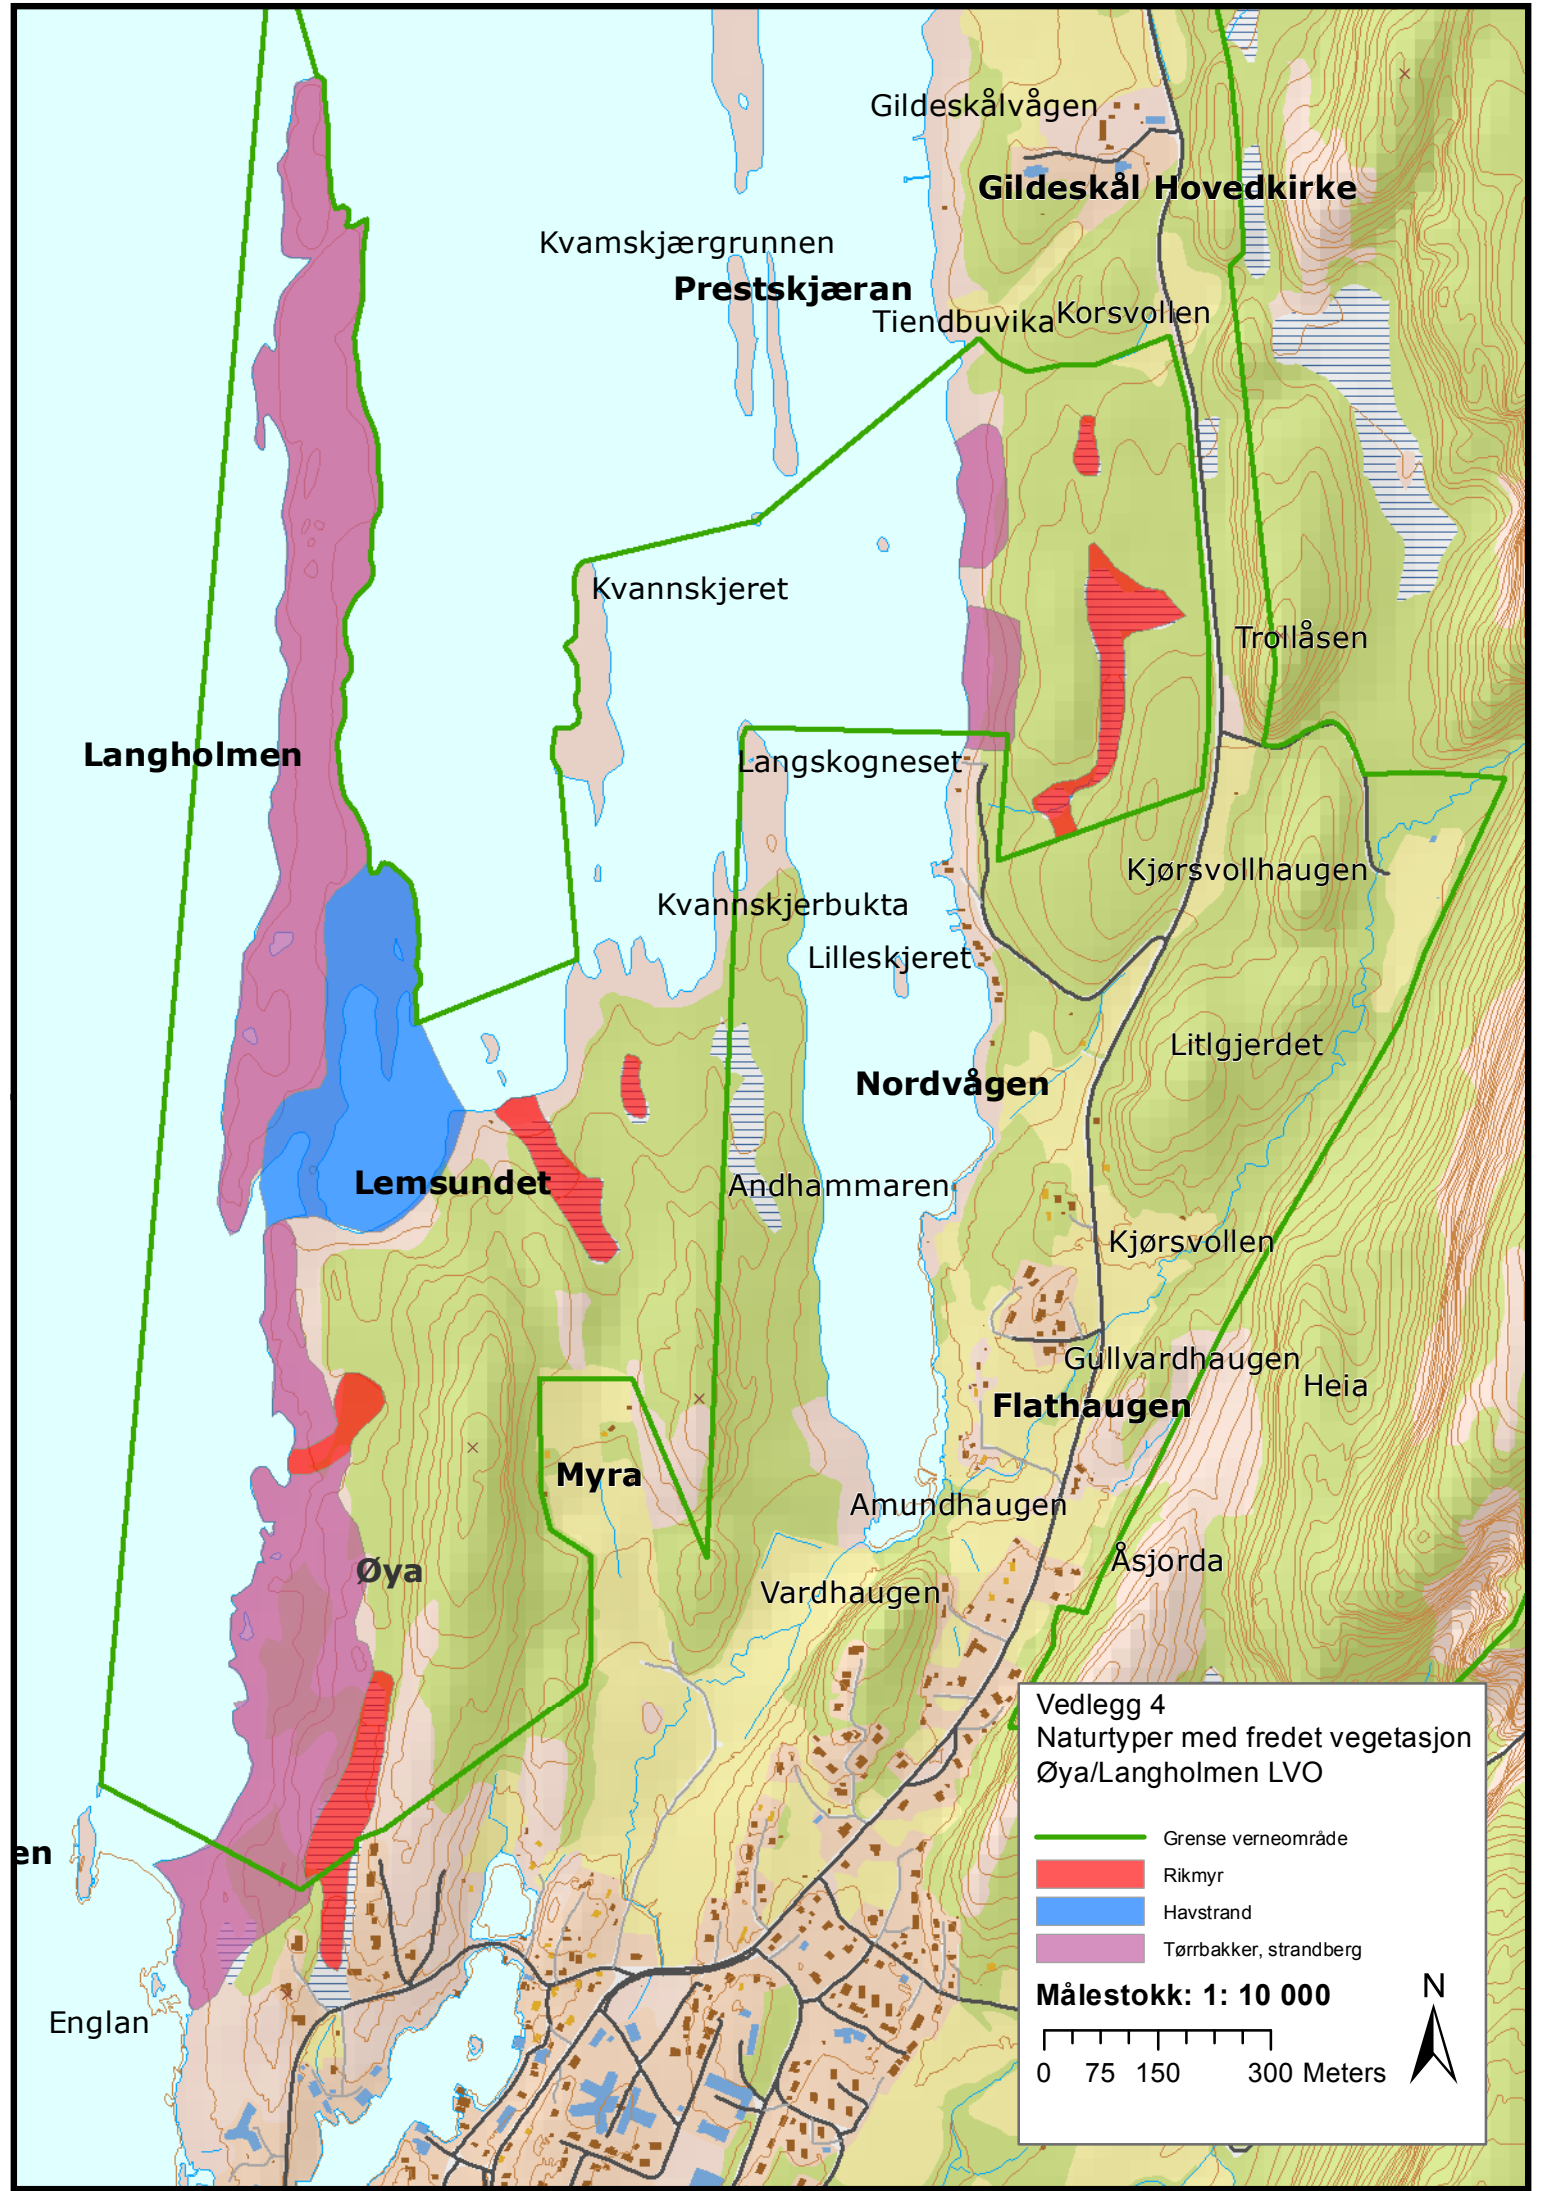 Gildeskålvågen
Gildeskål Hovedkirke
Kvamskjærgrunnen
Prestskjæran
Tiendbuvika
Korsvollen
Kvannskjeret
Trollåsen
Langholmen
Langskogneset
Kjørsvollhaugen
Kvannskjerbukta
Lilleskjeret
Litlgjerdet
Nordvågen
Lemsundet
Andhammaren
Kjørsvollen
Gullvardhaugen
Heia
Flathaugen
Myra
Amundhaugen
Øya
Åsjorda
Vardhaugen
en
Englan
Vedlegg 4
Naturtyper med fredet vegetasjon
Øya/Langholmen LVO
Grense verneområde
Rikmyr
Havstrand
Tørrbakker, strandberg
Målestokk: 1: 10 000
N
0 75 150 300 Meters